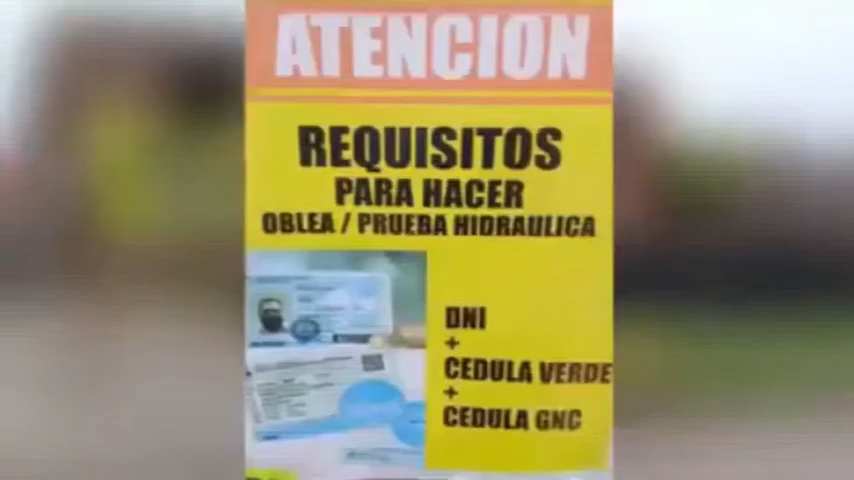 ATENCION
REQUISITOS
PARA HACER
OBLEA / PRUEBA HIDRAULICA
DNI
+
CEDULA VERDE
+
CEDULA GNC